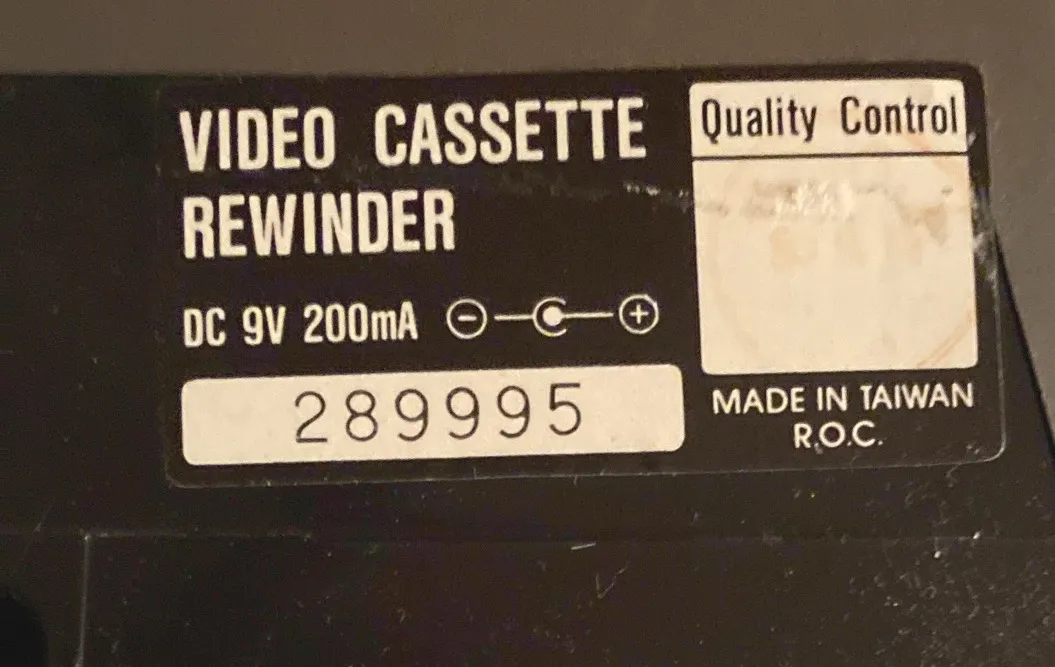 VIDEO CASSETTE
REWINDER
DC 9V 200mA
289995
Quality Control
MADE IN TAIWAN
R.O.C.